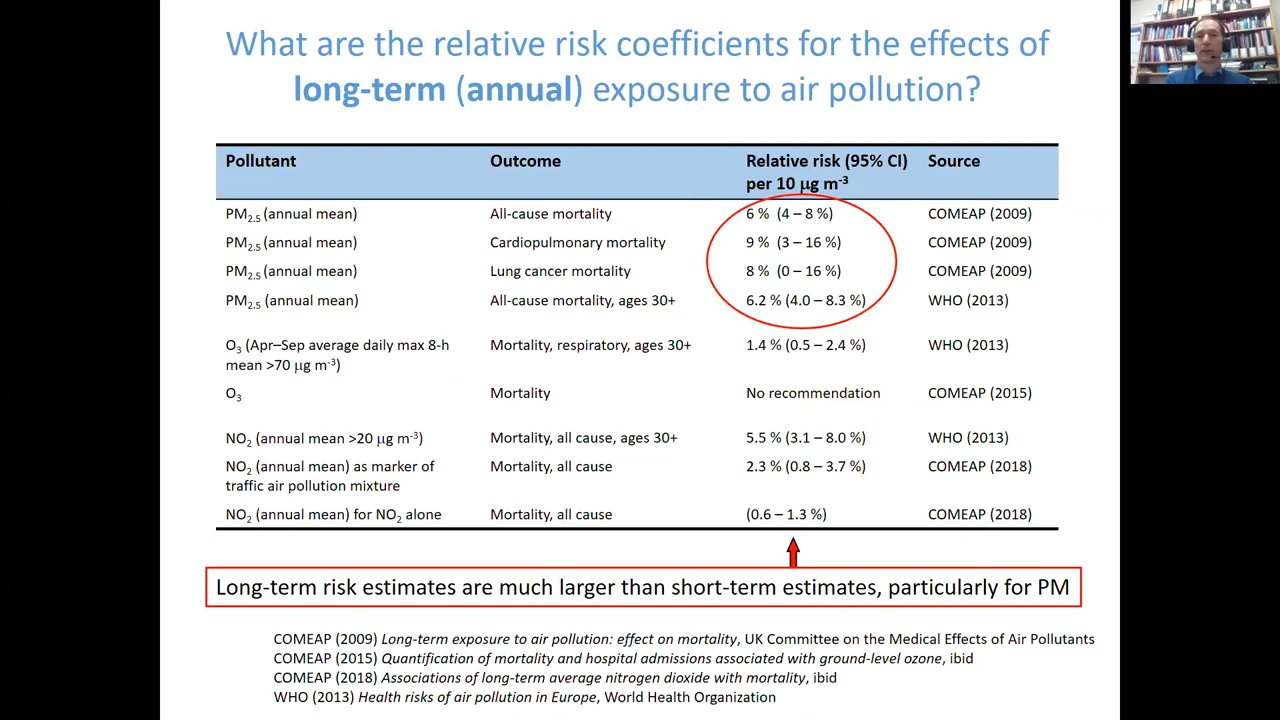 What are the relative risk coefficients for the effects of
long-term (annual) exposure to air pollution?
Pollutant Outcome Relative risk (95% CI) per 10 µg m-3 Source
PM2.5 (annual mean) All-cause mortality 6 % (4 – 8 %) COMEAP (2009)
PM2.5 (annual mean) Cardiopulmonary mortality 9 % (3 – 16 %) COMEAP (2009)
PM2.5 (annual mean) Lung cancer mortality 8 % (0 – 16 %) COMEAP (2009)
PM2.5 (annual mean) All-cause mortality, ages 30+ 6.2 % (4.0 – 8.3 %) WHO (2013)
O3 (Apr–Sep average daily max 8-h mean >70 µg m-3) Mortality, respiratory, ages 30+ 1.4 % (0.5 – 2.4 %) WHO (2013)
O3 Mortality No recommendation COMEAP (2015)
NO2 (annual mean >20 µg m-3) Mortality, all cause, ages 30+ 5.5 % (3.1 – 8.0 %) WHO (2013)
NO2 (annual mean) as marker of traffic air pollution mixture Mortality, all cause 2.3 % (0.8 – 3.7 %) COMEAP (2018)
NO2 (annual mean) for NO2 alone Mortality, all cause (0.6 – 1.3 %) COMEAP (2018)
Long-term risk estimates are much larger than short-term estimates, particularly for PM
COMEAP (2009) Long-term exposure to air pollution: effect on mortality, UK Committee on the Medical Effects of Air Pollutants
COMEAP (2015) Quantification of mortality and hospital admissions associated with ground-level ozone, ibid
COMEAP (2018) Associations of long-term average nitrogen dioxide with mortality, ibid
WHO (2013) Health risks of air pollution in Europe, World Health Organization